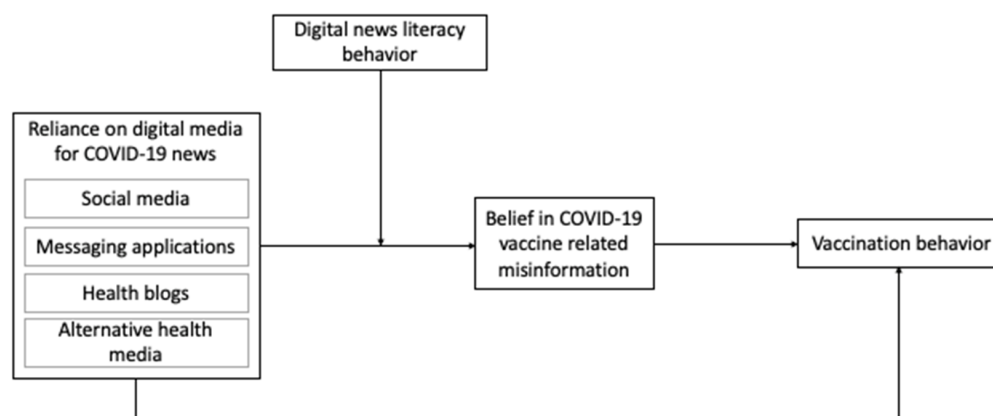 Digital news literacy
behavior
Reliance on digital media
for COVID-19 news
Social media
Messaging applications
Health blogs
Alternative health
media
Belief in COVID-19
vaccine related
misinformation
Vaccination behavior